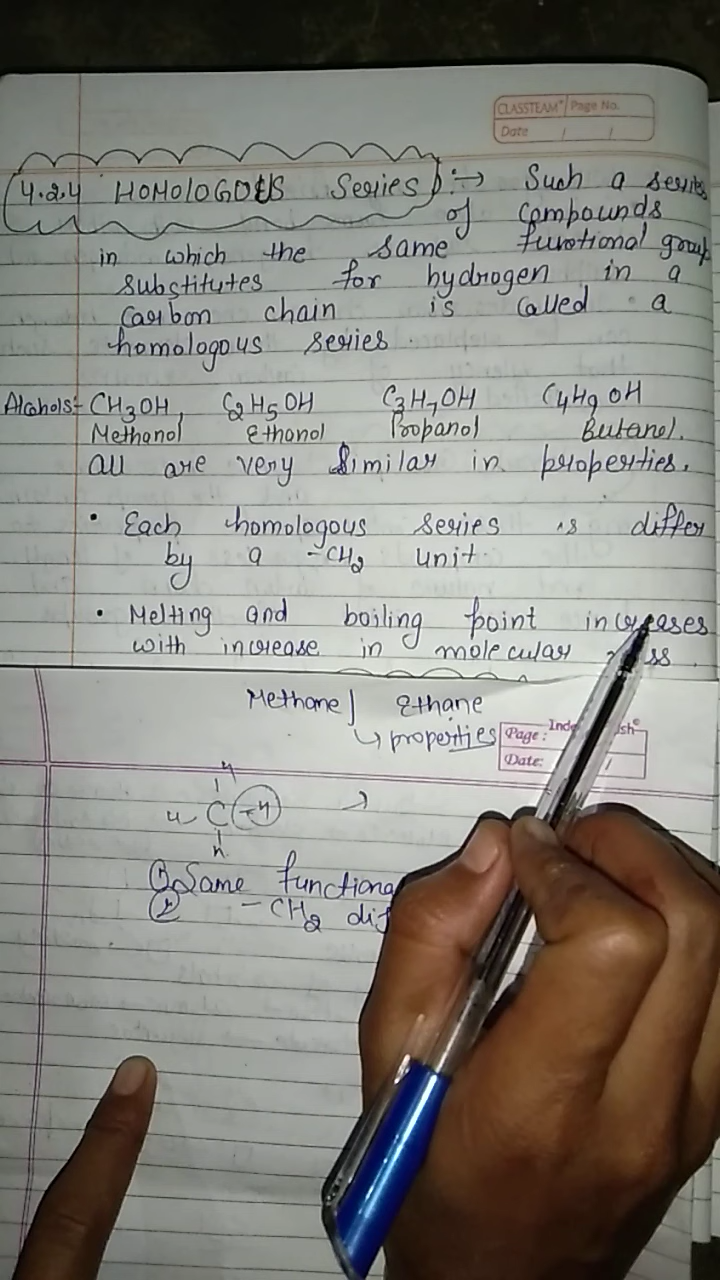 CLASSTEAM Page No.
Date / /
4.2.4 HOMOLOGOUS Series :→ Such a series
of compounds
in which the same functional group
substitutes for hydrogen in a
Carbon chain is called a
homologous series.
Alcohols:- CH3OH, C2H5OH C3H7OH C4H9OH
Methanol Ethanol Propanol Butanol.
all are very Similar in properties.
• Each homologous series is differ
by a -CH2 unit.
• Melting and boiling point increases
with increase in molecular
Methane Ethane
↳ properties
Page:
Date: /
H
H C -H
H
① Same
② -CH2